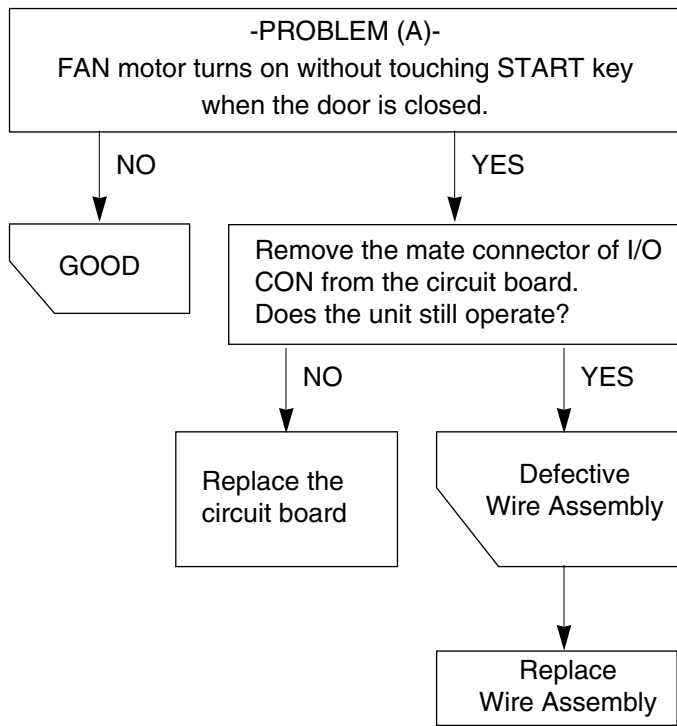 -PROBLEM (A)-
FAN motor turns on without touching START key
when the door is closed.
NO
YES
GOOD
Remove the mate connector of I/O
CON from the circuit board.
Does the unit still operate?
NO
YES
Replace the
circuit board
Defective
Wire Assembly
Replace
Wire Assembly